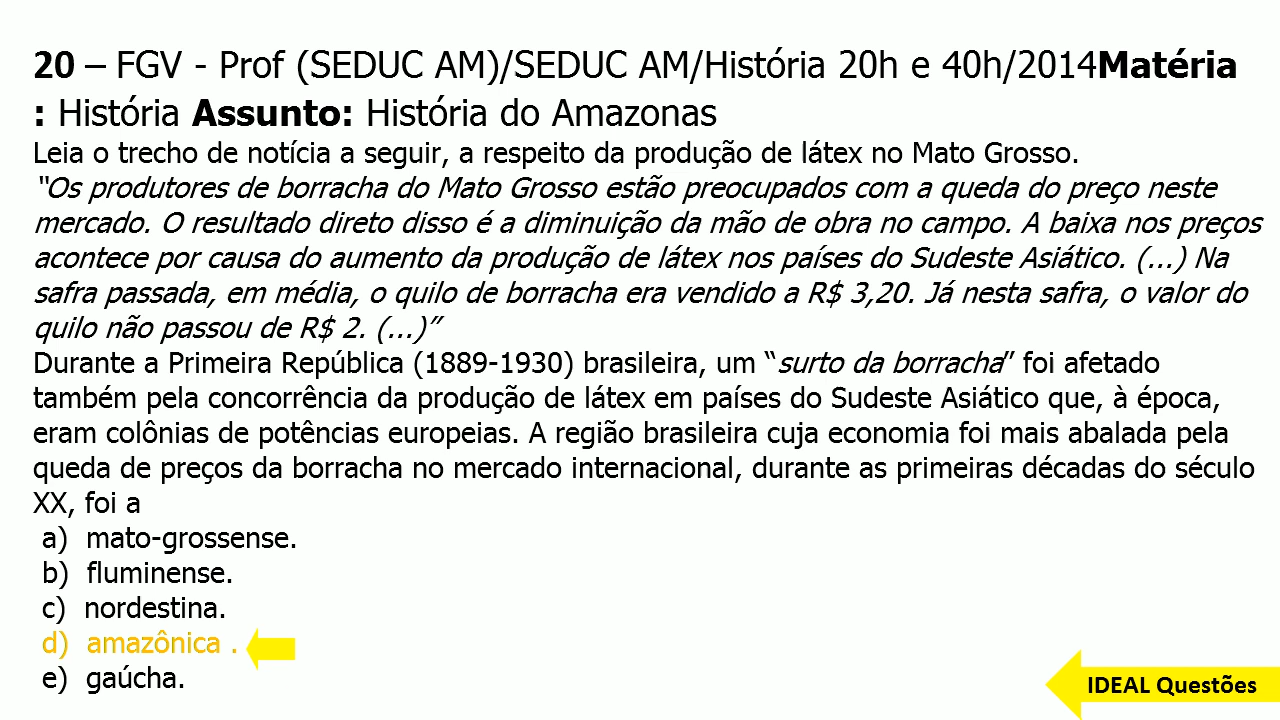 20 – FGV - Prof (SEDUC AM)/SEDUC AM/História 20h e 40h/2014Matéria
: História Assunto: História do Amazonas
Leia o trecho de notícia a seguir, a respeito da produção de látex no Mato Grosso.
“Os produtores de borracha do Mato Grosso estão preocupados com a queda do preço neste
mercado. O resultado direto disso é a diminuição da mão de obra no campo. A baixa nos preços
acontece por causa do aumento da produção de látex nos países do Sudeste Asiático. (...) Na
safra passada, em média, o quilo de borracha era vendido a R$ 3,20. Já nesta safra, o valor do
quilo não passou de R$ 2. (...)”
Durante a Primeira República (1889-1930) brasileira, um “surto da borracha” foi afetado
também pela concorrência da produção de látex em países do Sudeste Asiático que, à época,
eram colônias de potências europeias. A região brasileira cuja economia foi mais abalada pela
queda de preços da borracha no mercado internacional, durante as primeiras décadas do século
XX, foi a
a) mato-grossense.
b) fluminense.
c) nordestina.
d) amazônica .
e) gaúcha.
IDEAL Questões